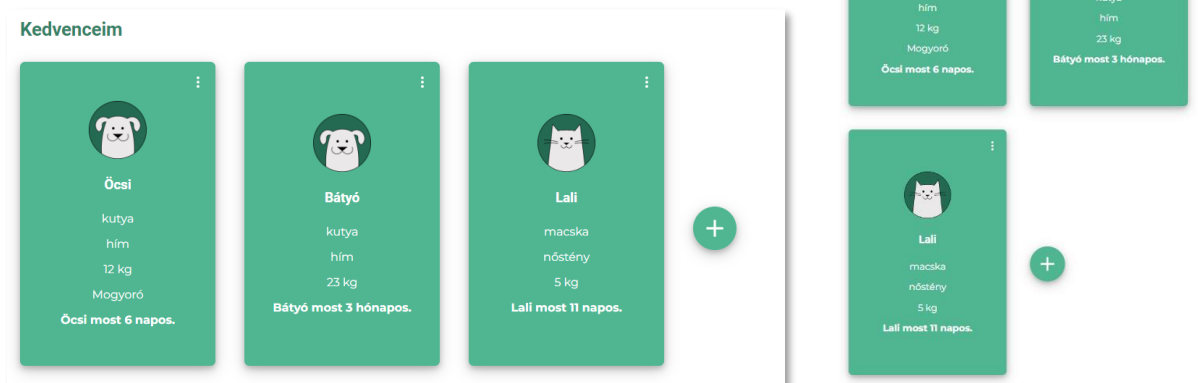 Kedvenceim
Öcsi
kutya
hím
12 kg
Mogyoró
Öcsi most 6 napos.
Bátyó
kutya
hím
23 kg
Bátyó most 3 hónapos.
Lali
macska
nőstény
5 kg
Lali most 11 napos.
hím
12 kg
Mogyoró
Öcsi most 6 napos.
hím
23 kg
Bátyó most 3 hónapos.
Lali
macska
nőstény
5 kg
Lali most 11 napos.